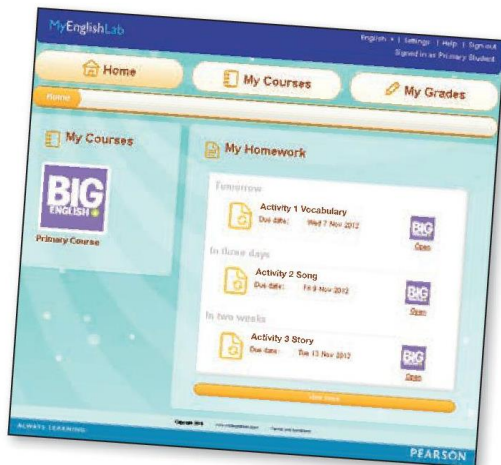 MyEnglishLab
English | Settings | Help | Sign out
Signed in as Primary Student
Home
My Courses
My Grades
Home
My Courses
BIG
ENGLISH
Primary Course
My Homework
Tomorrow
Activity 1 Vocabulary
Due date: Wed 7 Nov 2012
BIG
Open
In three days
Activity 2 Song
Due date: Fri 9 Nov 2012
BIG
Open
In two weeks
Activity 3 Story
Due date: Tue 13 Nov 2012
BIG
Open
ALWAYS LEARNING
PEARSON